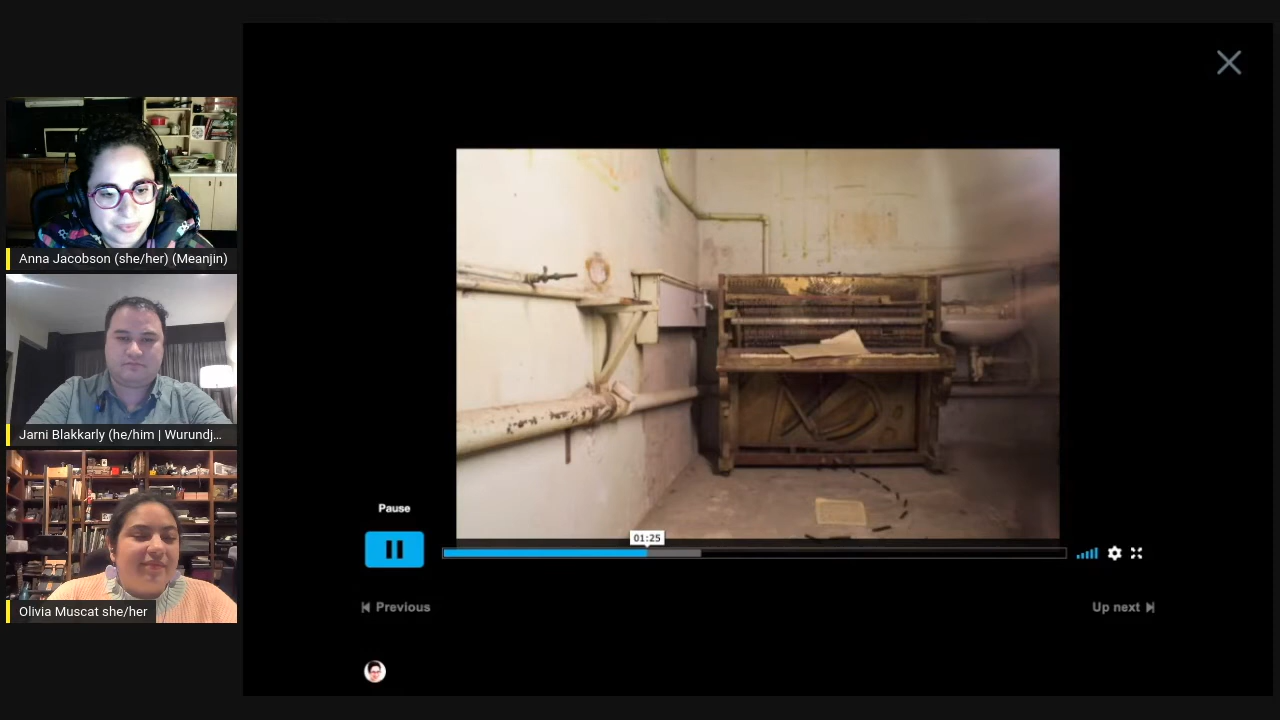 Anna Jacobson (she/her) (Meanjin)
Jarni Blakkarly (he/him | Wurundj...
Olivia Muscat she/her
Pause
01:25
Previous
Up next